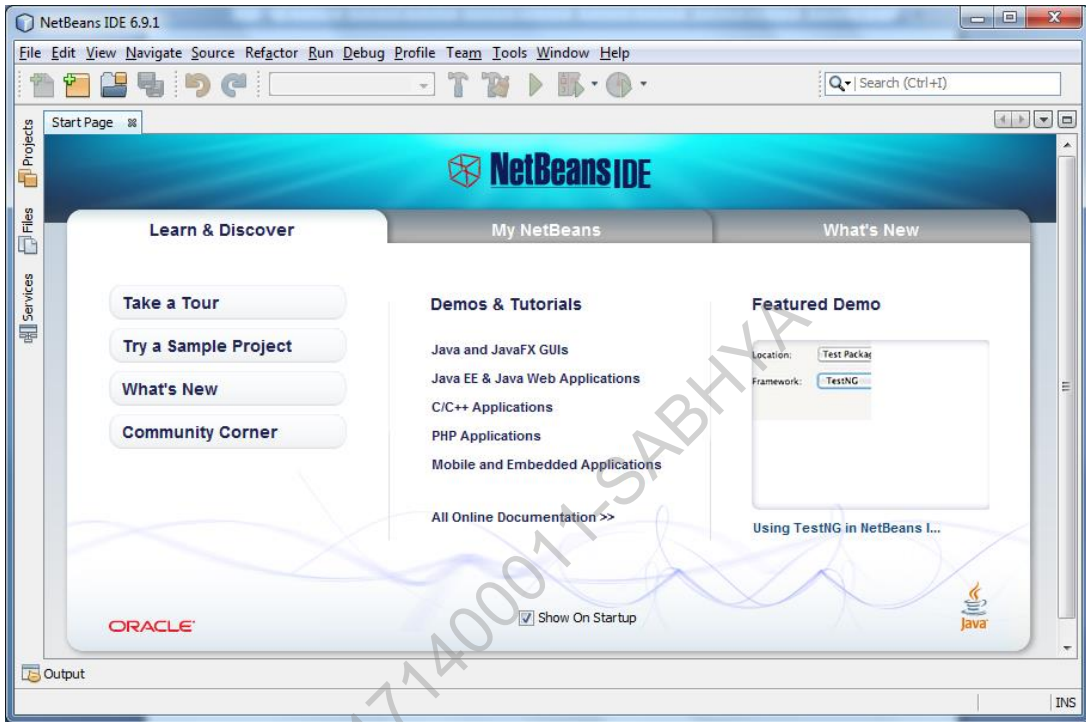 NetBeans IDE 6.9.1
File Edit View Navigate Source Refactor Run Debug Profile Team Tools Window Help
Search (Ctrl+I)
Start Page
Projects
Files
Services
NetBeans IDE
Learn & Discover My NetBeans What's New
Take a Tour
Try a Sample Project
What's New
Community Corner
Demos & Tutorials
Java and JavaFX GUIs
Java EE & Java Web Applications
C/C++ Applications
PHP Applications
Mobile and Embedded Applications
All Online Documentation >>
Featured Demo
Location: Test Packag
Framework: TestNG
Using TestNG in NetBeans I...
ORACLE
Show On Startup
Java
Output
INS
71400011-SABHYA